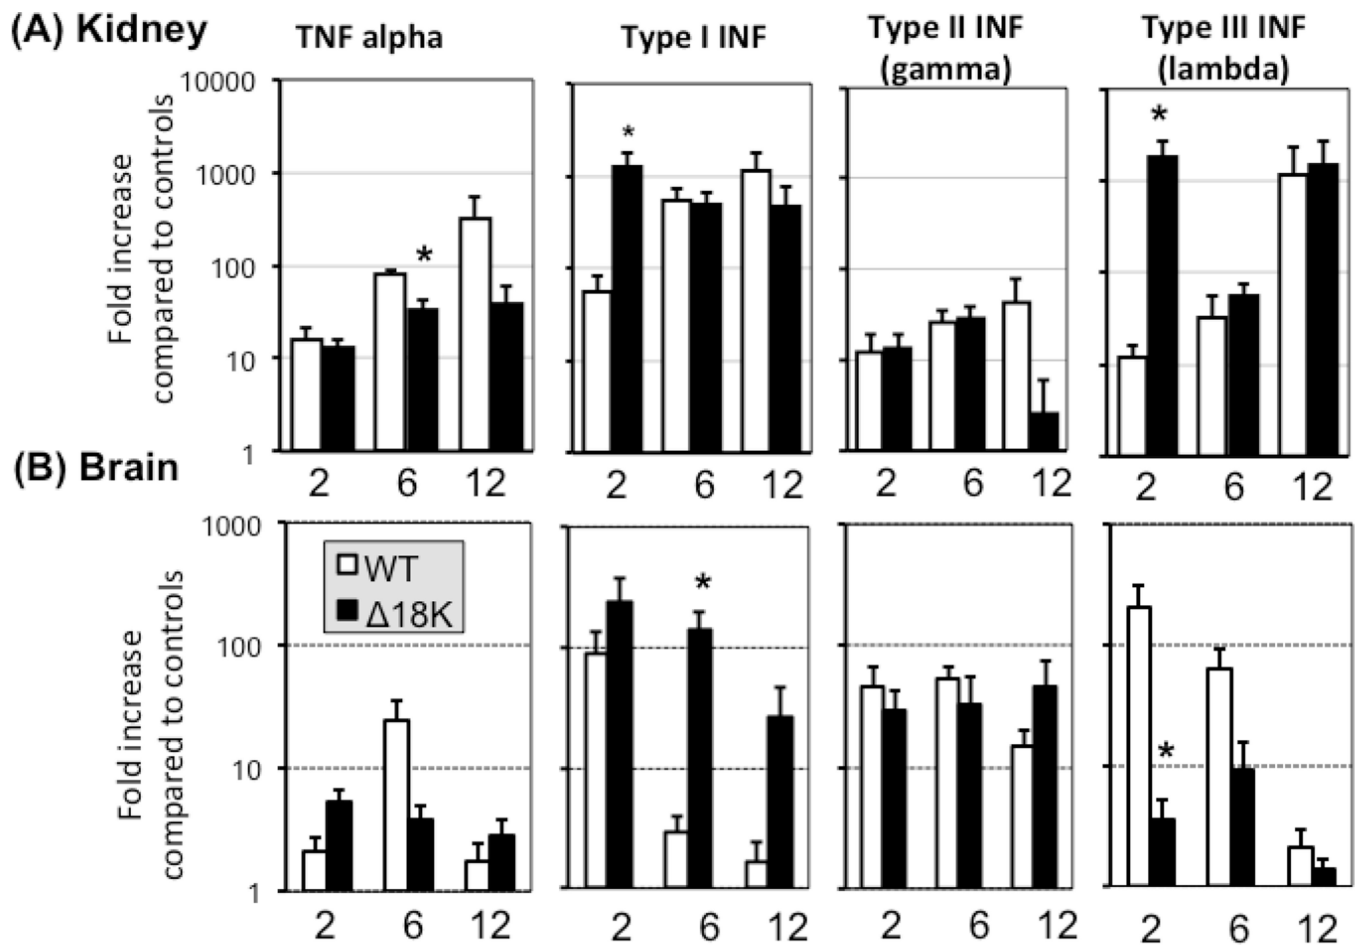 (A) Kidney
TNF alpha
Type I INF
Type II INF
(gamma)
Type III INF
(lambda)
Fold increase
compared to controls
10000
1000
100
10
1
*
*
*
2 6 12
2 6 12
2 6 12
2 6 12
(B) Brain
Fold increase
compared to controls
1000
100
10
1
WT
Δ18K
*
*
2 6 12
2 6 12
2 6 12
2 6 12